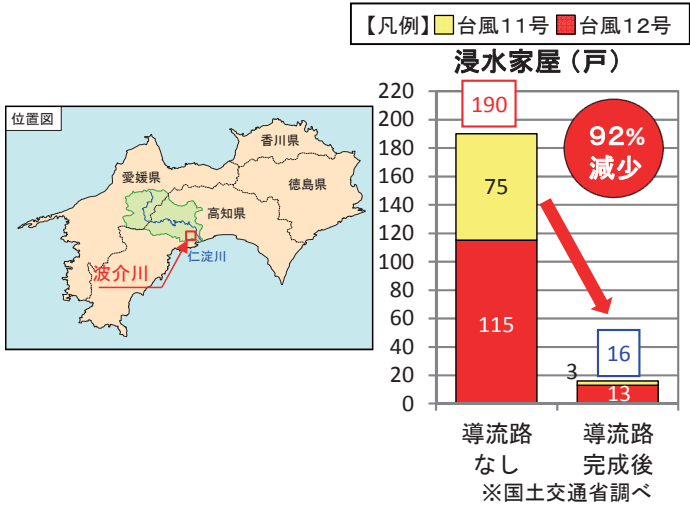 【凡例】台風11号 台風12号
浸水家屋（戸）
位置図
香川県
愛媛県
徳島県
高知県
仁淀川
波介川
220
200
180
160
140
120
100
80
60
40
20
0
190
75
115
92%
減少
16
3
13
導流路
なし
導流路
完成後
※国土交通省調べ